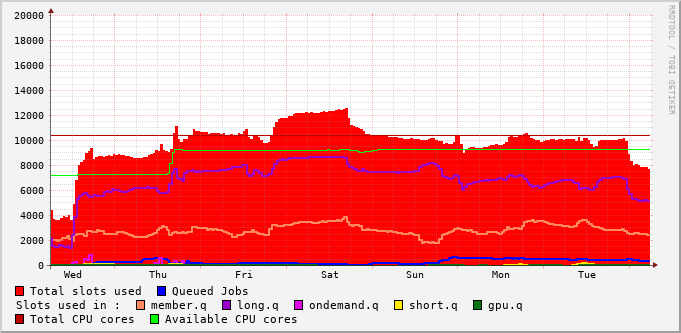 RRDTOOL / TOBI OETIKER
20000
18000
16000
14000
12000
10000
8000
6000
4000
2000
0
Wed Thu Fri Sat Sun Mon Tue
Total slots used Queued Jobs
Slots used in : member.q long.q ondemand.q short.q gpu.q
Total CPU cores Available CPU cores